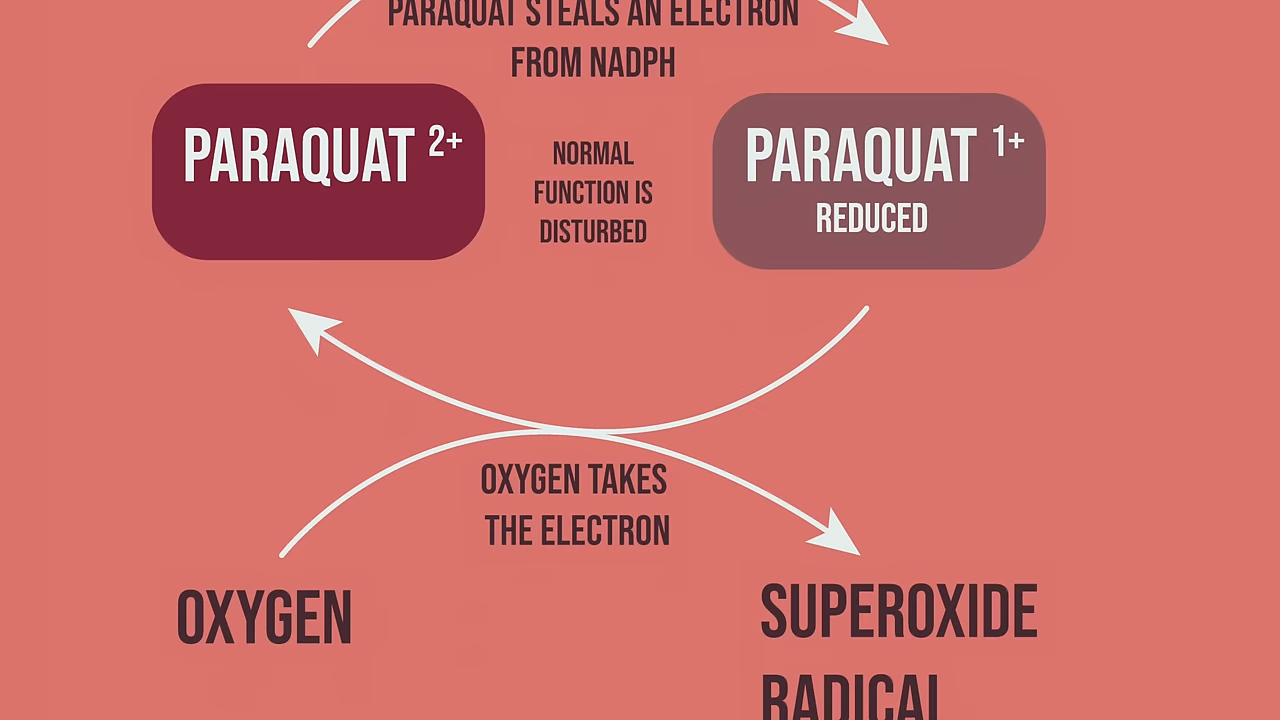 PARAQUAT STEALS AN ELECTRON
FROM NADPH
PARAQUAT 2+
NORMAL
FUNCTION IS
DISTURBED
PARAQUAT 1+
REDUCED
OXYGEN TAKES
THE ELECTRON
OXYGEN
SUPEROXIDE
RADICAL